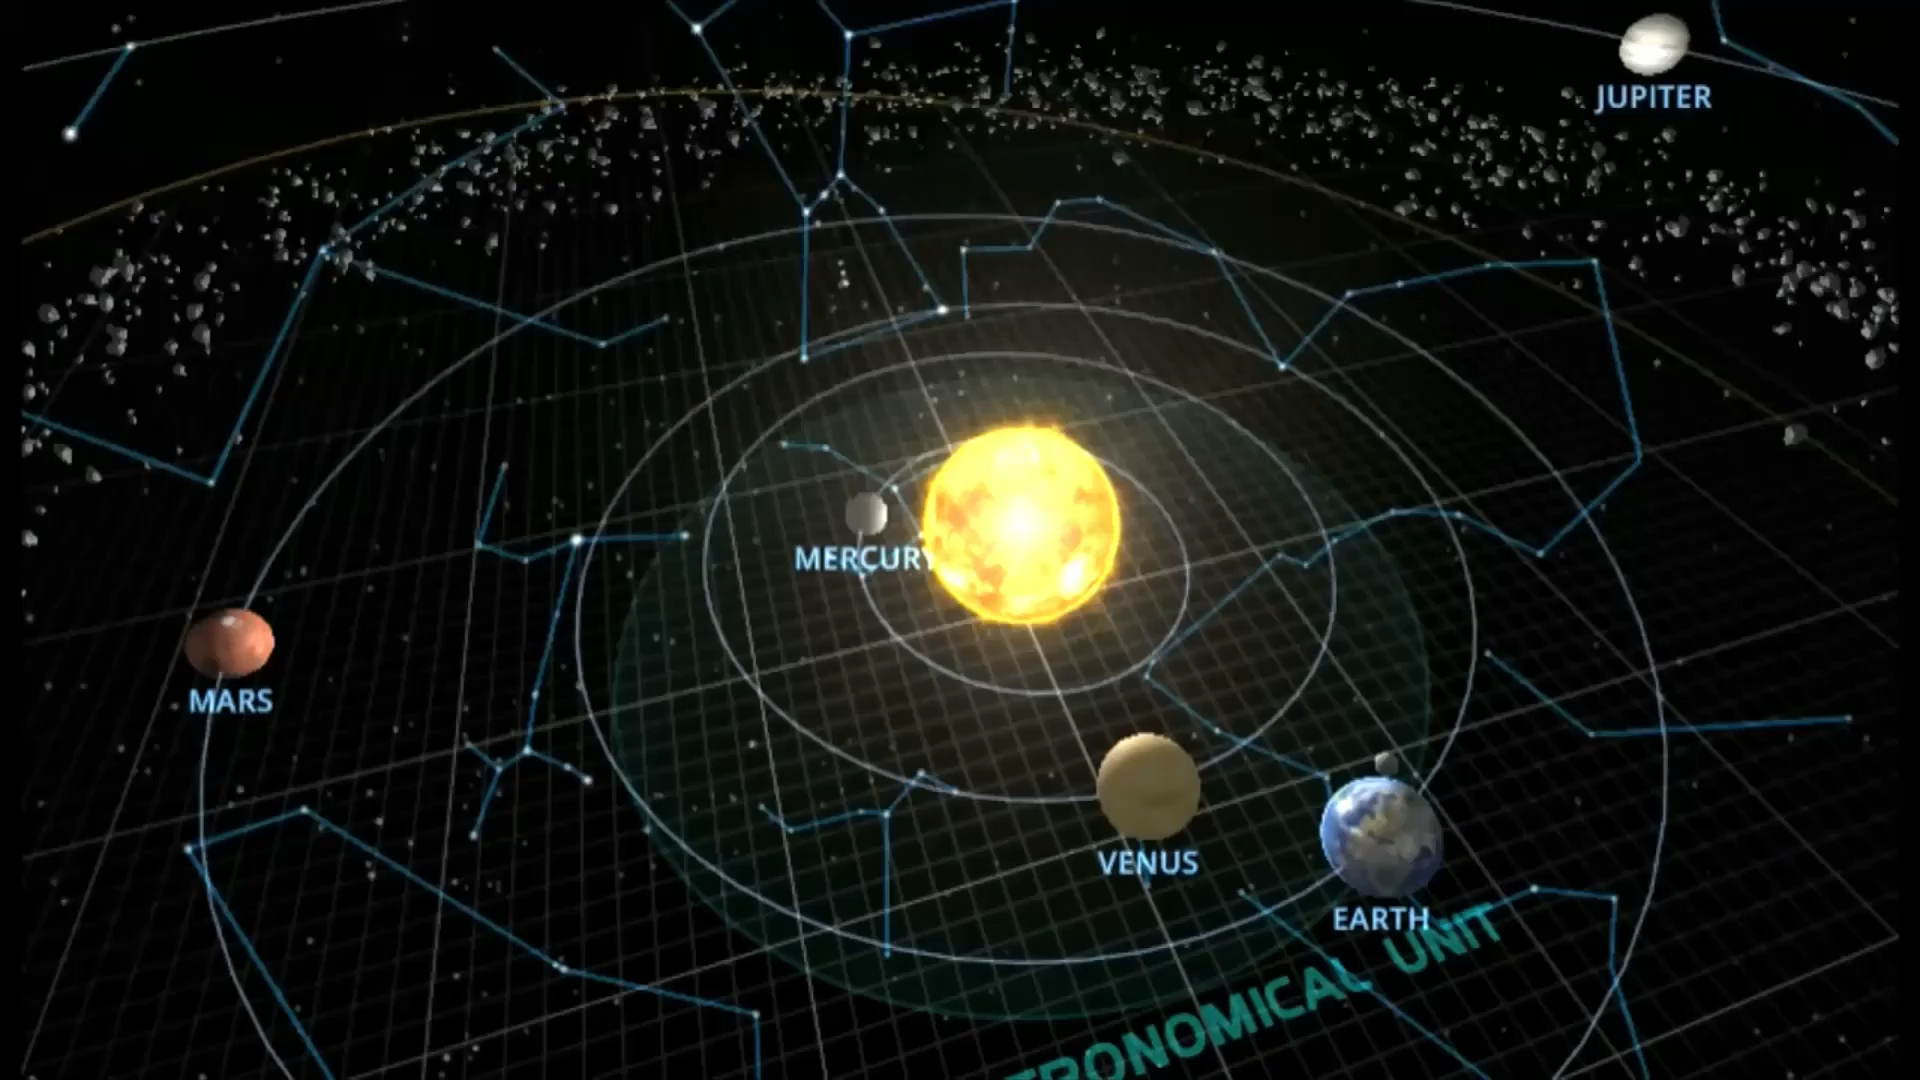 JUPITER
MERCURY
MARS
VENUS
EARTH
TRONOMICAL UNIT